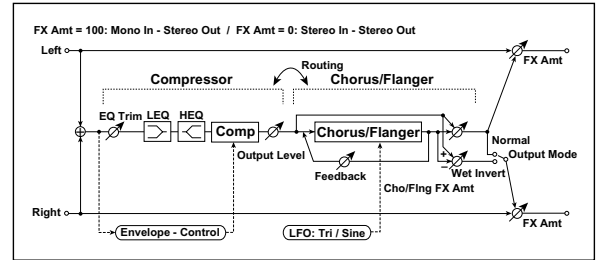 FX Amt = 100: Mono In - Stereo Out / FX Amt = 0: Stereo In - Stereo Out
Left
FX Amt
Routing
Compressor
Chorus/Flanger
EQ Trim
LEQ
HEQ
Comp
Chorus/Flanger
Output Level
Normal
Output Mode
+
−
Wet Invert
Feedback
Cho/Flng FX Amt
Right
FX Amt
Envelope - Control
LFO: Tri / Sine